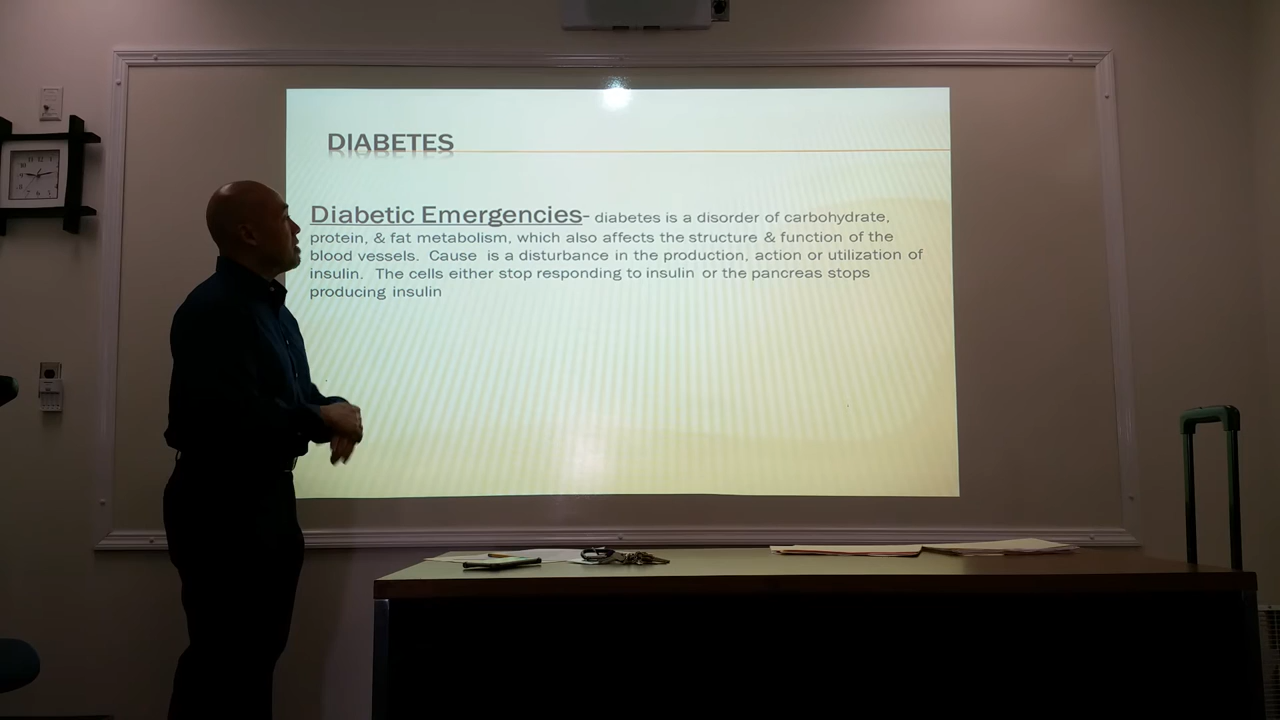 DIABETES
Diabetic Emergencies- diabetes is a disorder of carbohydrate,
protein, & fat metabolism, which also affects the structure & function of the
blood vessels.  Cause  is a disturbance in the production, action or utilization of
insulin.  The cells either stop responding to insulin or the pancreas stops
producing insulin